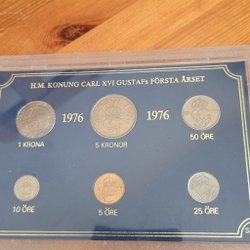 H.M. KONUNG CARL XVI GUSTAFs FÖRSTA ÅRSET
1976 1976
1 KRONA 5 KRONOR 50 ÖRE
10 ÖRE 5 ÖRE 25 ÖRE